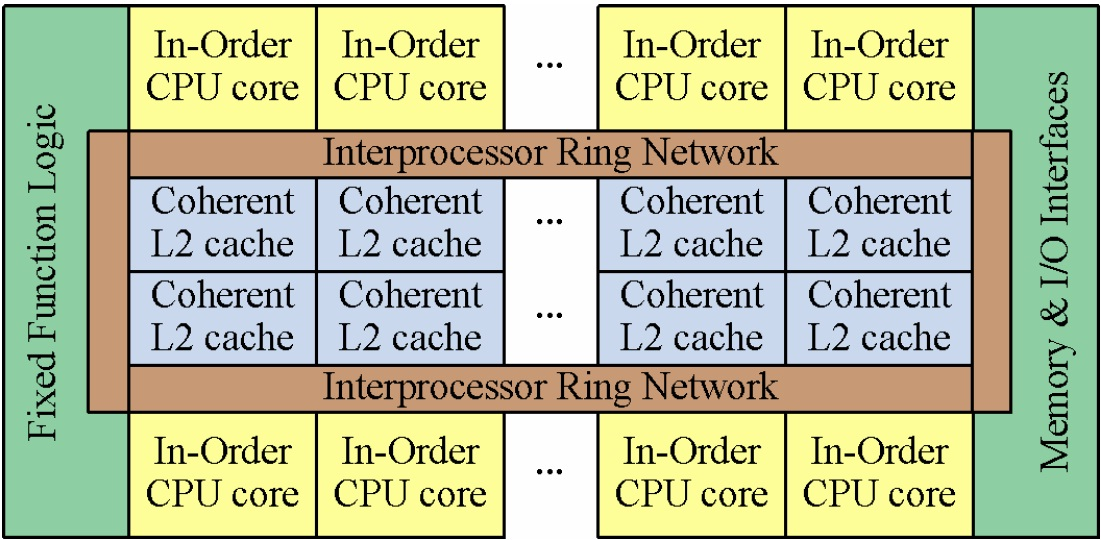 Fixed Function Logic
In-Order In-Order ... In-Order In-Order
CPU core CPU core CPU core CPU core
Interprocessor Ring Network
Coherent Coherent ... Coherent Coherent
L2 cache L2 cache L2 cache L2 cache
Coherent Coherent ... Coherent Coherent
L2 cache L2 cache L2 cache L2 cache
Interprocessor Ring Network
In-Order In-Order ... In-Order In-Order
CPU core CPU core CPU core CPU core
Memory & I/O Interfaces